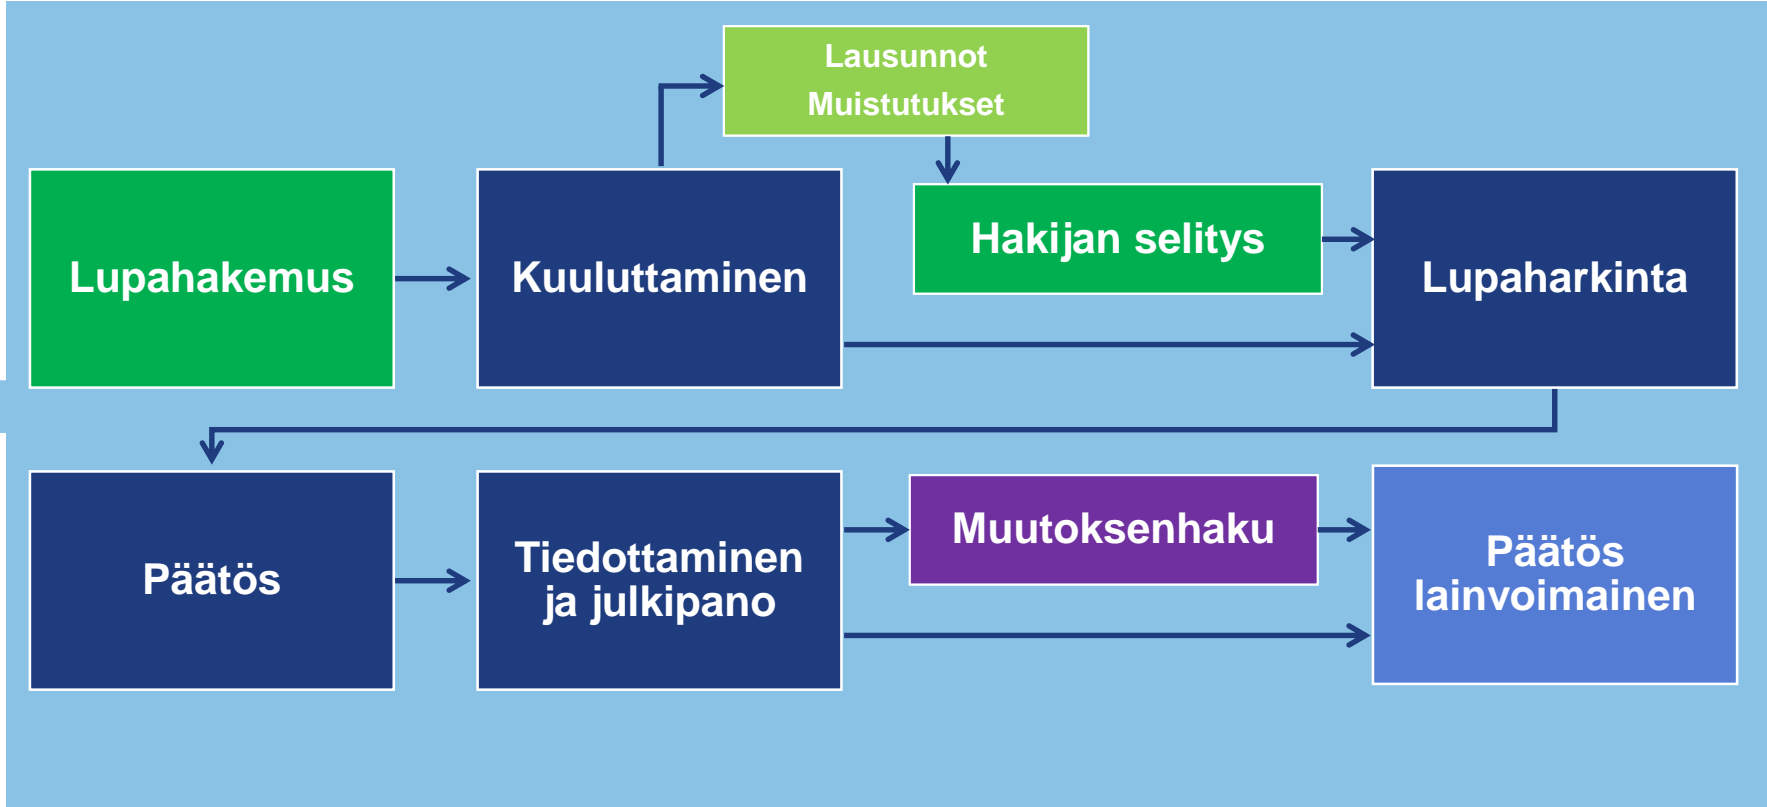 Lausunnot
Muistutukset
Lupahakemus
Kuuluttaminen
Hakijan selitys
Lupaharkinta
Päätös
Tiedottaminen
ja julkipano
Muutoksenhaku
Päätös
lainvoimainen